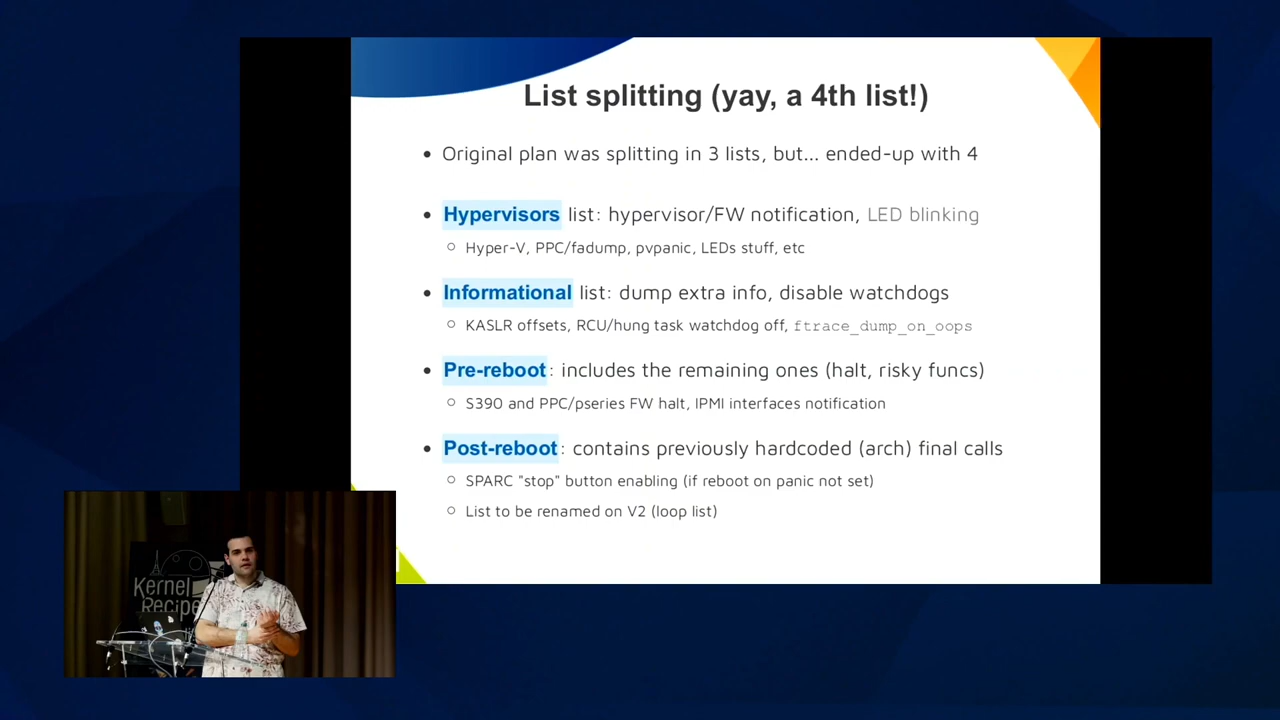 List splitting (yay, a 4th list!)
• Original plan was splitting in 3 lists, but... ended-up with 4
• Hypervisors list: hypervisor/FW notification, LED blinking
○ Hyper-V, PPC/fadump, pvpanic, LEDs stuff, etc
• Informational list: dump extra info, disable watchdogs
○ KASLR offsets, RCU/hung task watchdog off, ftrace_dump_on_oops
• Pre-reboot: includes the remaining ones (halt, risky funcs)
○ S390 and PPC/pseries FW halt, IPMI interfaces notification
• Post-reboot: contains previously hardcoded (arch) final calls
○ SPARC "stop" button enabling (if reboot on panic not set)
○ List to be renamed on V2 (loop list)
Kernel
Recipe